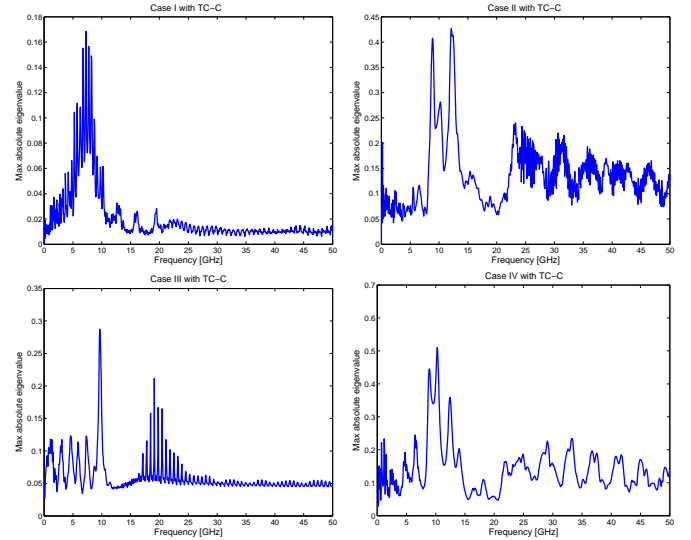 Case I with TC−C
Max absolute eigenvalue
0.18
0.16
0.14
0.12
0.1
0.08
0.06
0.04
0.02
0
0 5 10 15 20 25 30 35 40 45 50
Frequency [GHz]
Case II with TC−C
Max absolute eigenvalue
0.45
0.4
0.35
0.3
0.25
0.2
0.15
0.1
0.05
0
0 5 10 15 20 25 30 35 40 45 50
Frequency [GHz]
Case III with TC−C
Max absolute eigenvalue
0.35
0.3
0.25
0.2
0.15
0.1
0.05
0
0 5 10 15 20 25 30 35 40 45 50
Frequency [GHz]
Case IV with TC−C
Max absolute eigenvalue
0.7
0.6
0.5
0.4
0.3
0.2
0.1
0
0 5 10 15 20 25 30 35 40 45 50
Frequency [GHz]